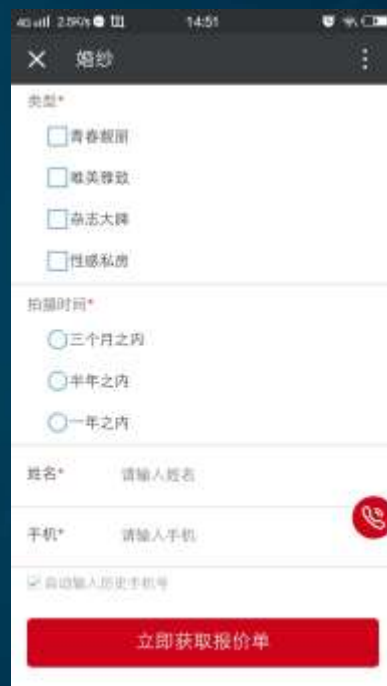 4G 2.5K/s 14:51
婚纱
类型*
青春靓丽
唯美雅致
杂志大牌
性感私房
拍摄时间*
三个月之内
半年之内
一年之内
姓名* 请输入姓名
手机* 请输入手机
自动输入历史手机号
立即获取报价单